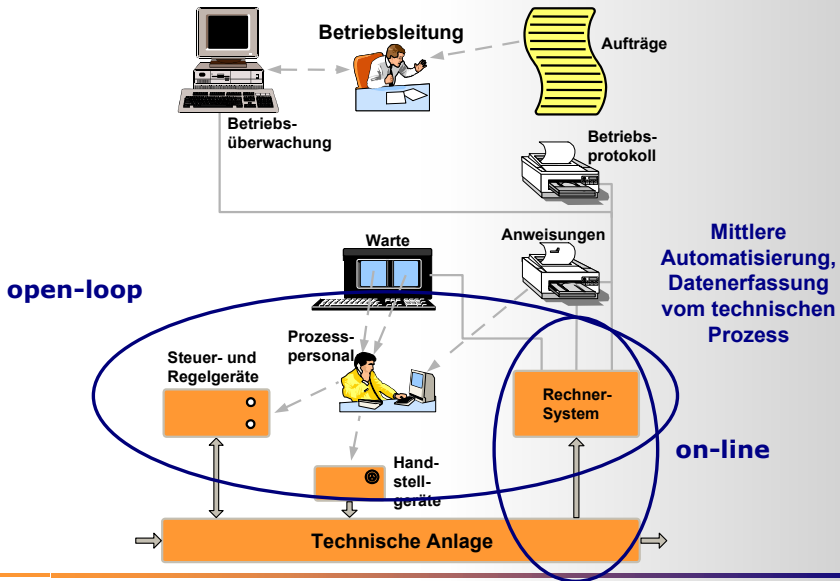 Betriebsleitung
Aufträge
Betriebs-
überwachung
Betriebs-
protokoll
Warte
Anweisungen
Mittlere
Automatisierung,
Datenerfassung
vom technischen
Prozess
open-loop
Prozess-
personal
Steuer- und
Regelgeräte
Rechner-
System
on-line
Hand-
stell-
geräte
Technische Anlage